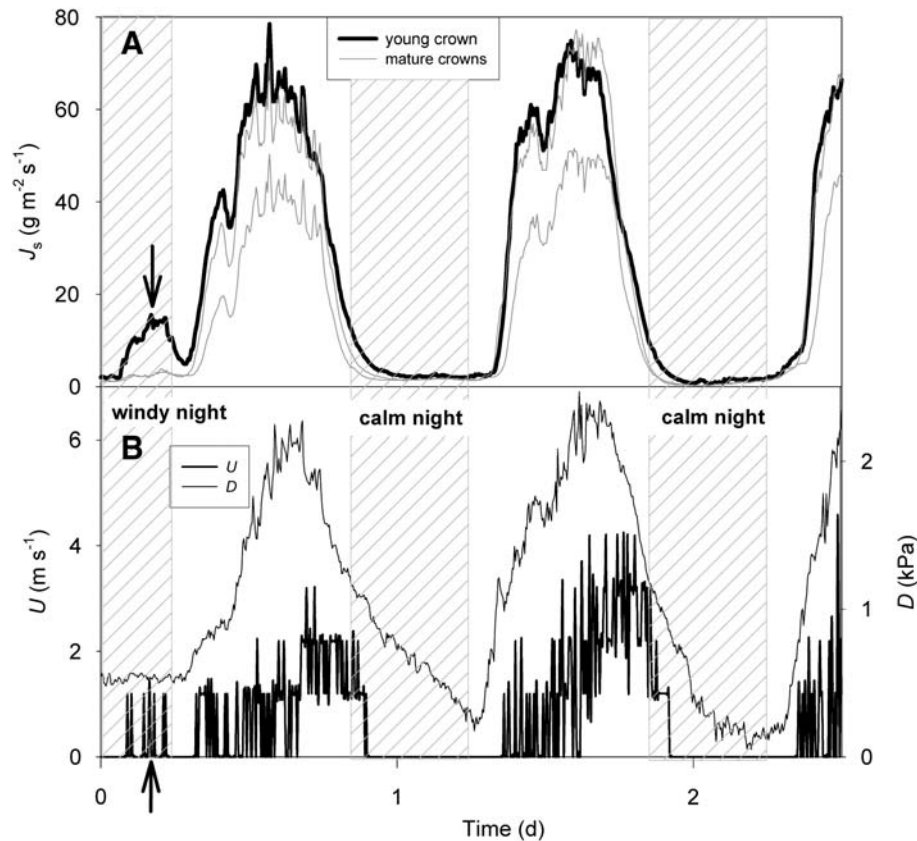 A
80
60
40
20
0
Js (g m-2 s-1)
young crown
mature crowns
windy night
calm night
calm night
B
U
D
6
4
2
0
U (m s-1)
2
1
0
D (kPa)
0
1
2
Time (d)